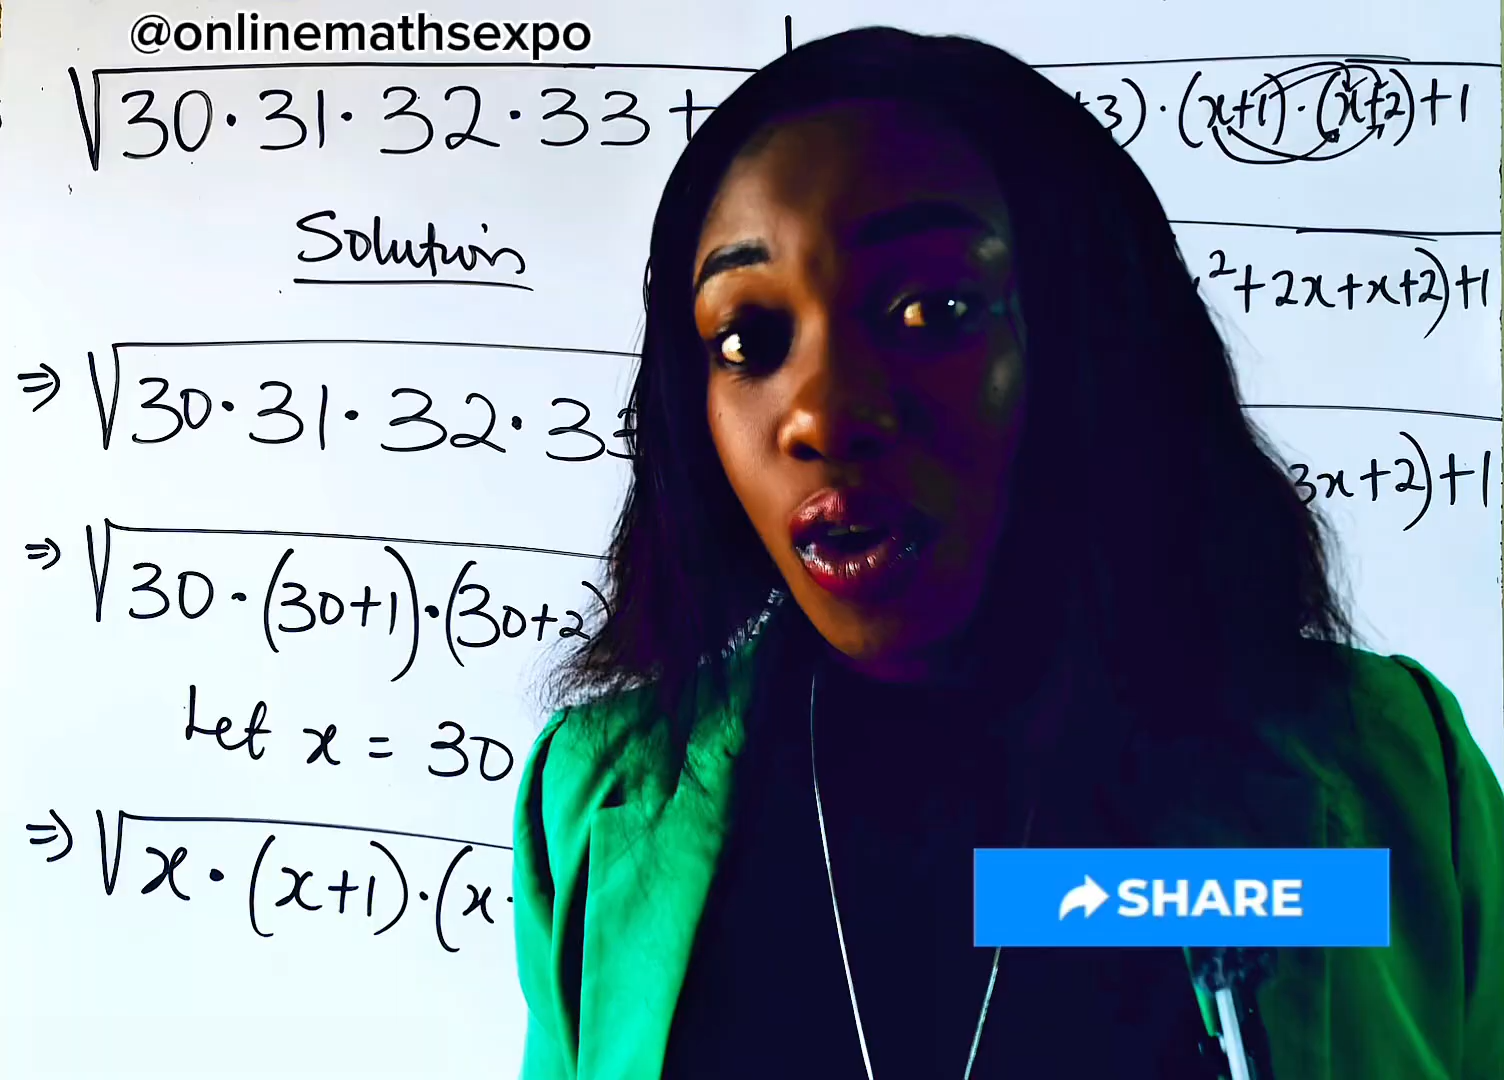 @onlinemathsexpo
√30·31·32·33+
Solution
⇒ √30·31·32·33
⇒ √30·(30+1)·(30+2)
Let x = 30
⇒ √x·(x+1)·(x·
+3)·(x+1)·(x+2)+1
²+2x+x+2)+1
3x+2)+1
SHARE